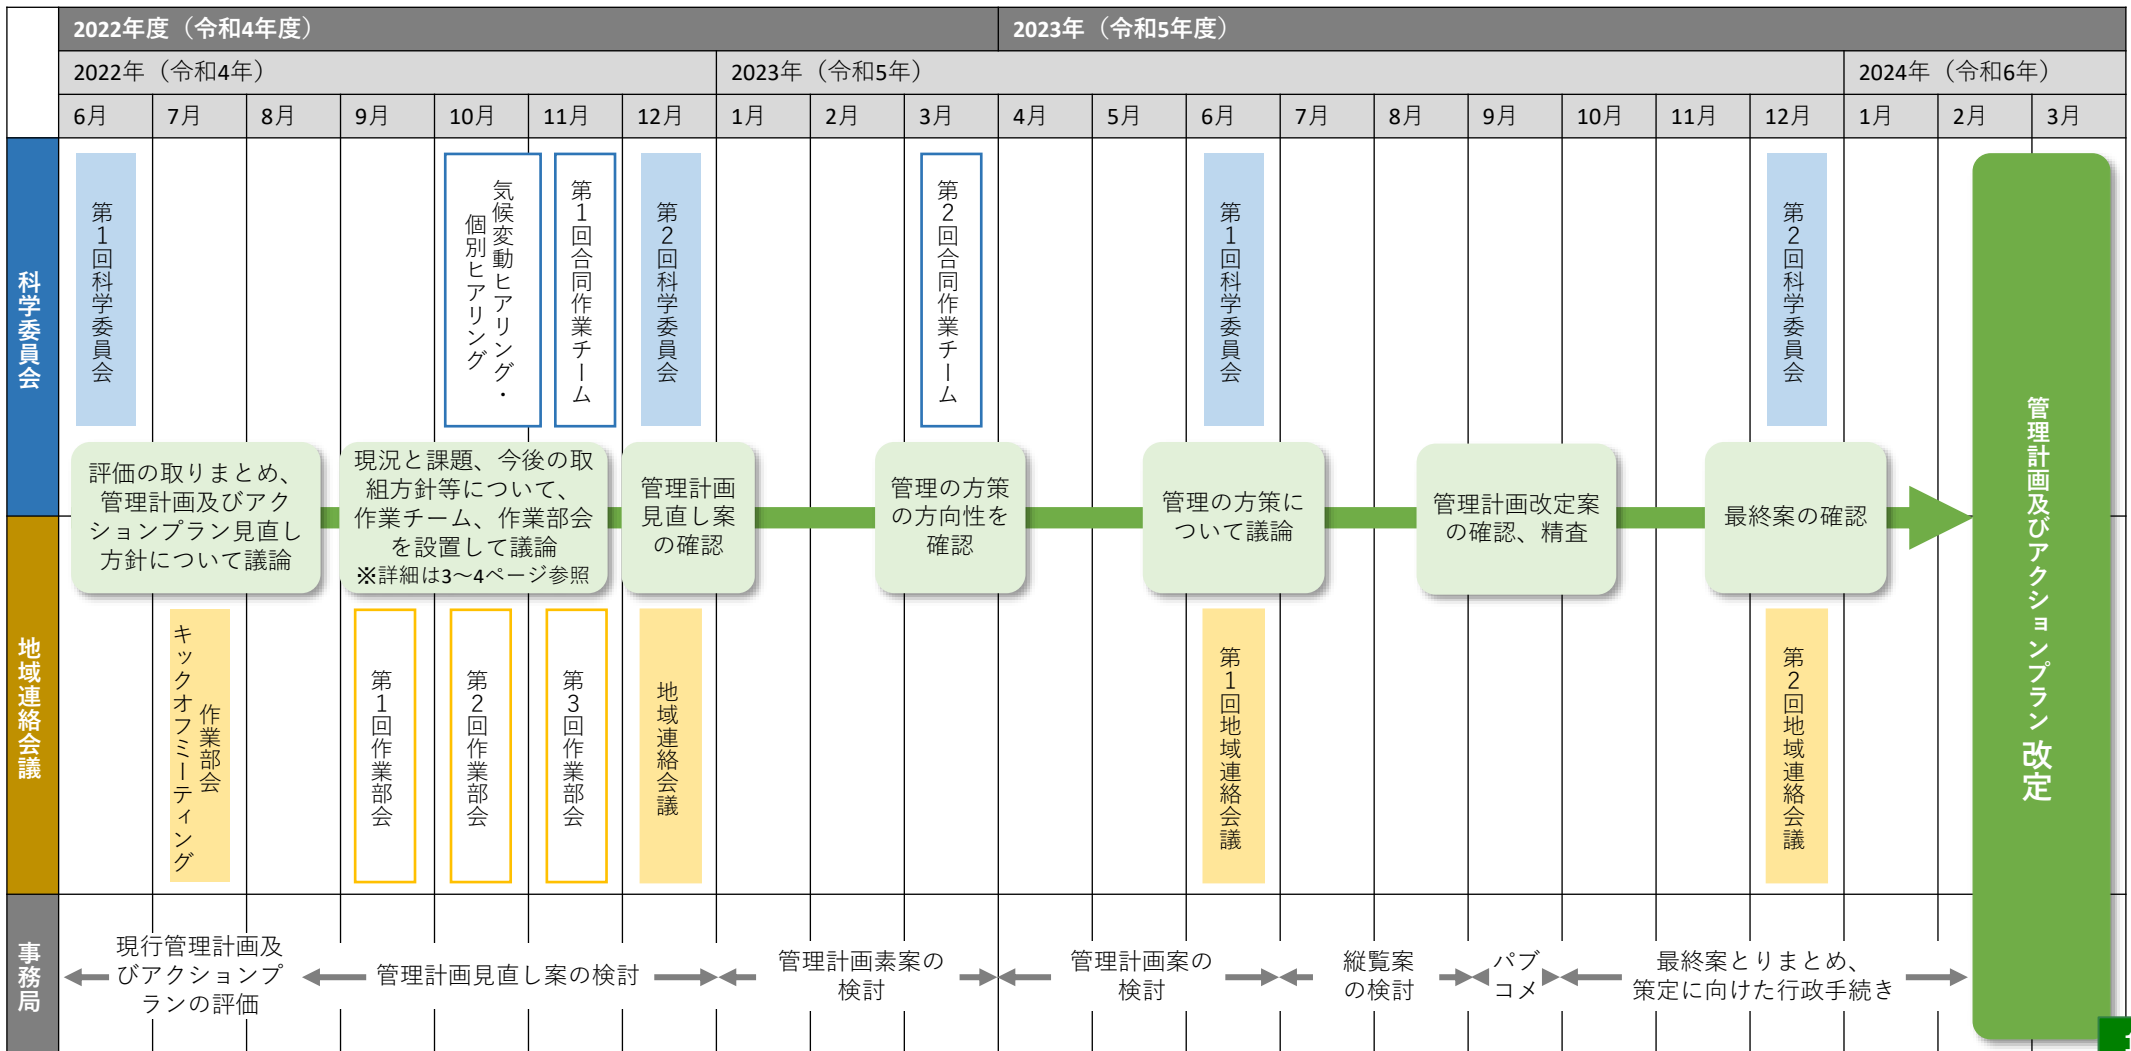 2022年度（令和4年度）
2023年（令和5年度）
2022年（令和4年）
2023年（令和5年）
2024年（令和6年）
6月
7月
8月
9月
10月
11月
12月
1月
2月
3月
4月
5月
6月
7月
8月
9月
10月
11月
12月
1月
2月
3月
科学委員会
第1回科学委員会
気候変動ヒアリング・
個別ヒアリング
第1回合同作業チーム
第2回科学委員会
第2回合同作業チーム
第1回科学委員会
第2回科学委員会
評価の取りまとめ、
管理計画及びアク
ションプラン見直し
方針について議論
現況と課題、今後の取
組方針等について、
作業チーム、作業部会
を設置して議論
※詳細は3～4ページ参照
管理計画
見直し案
の確認
管理の方策
の方向性を
確認
管理の方策に
ついて議論
管理計画改定案
の確認、精査
最終案の確認
管理計画及びアクションプラン 改定
地域連絡会議
作業部会
キックオフミーティング
第1回作業部会
第2回作業部会
第3回作業部会
地域連絡会議
第1回地域連絡会議
第2回地域連絡会議
事務局
現行管理計画及
びアクションプ
ランの評価
管理計画見直し案の検討
管理計画素案の
検討
管理計画案の
検討
縦覧案
の検討
パブ
コメ
最終案とりまとめ、
策定に向けた行政手続き